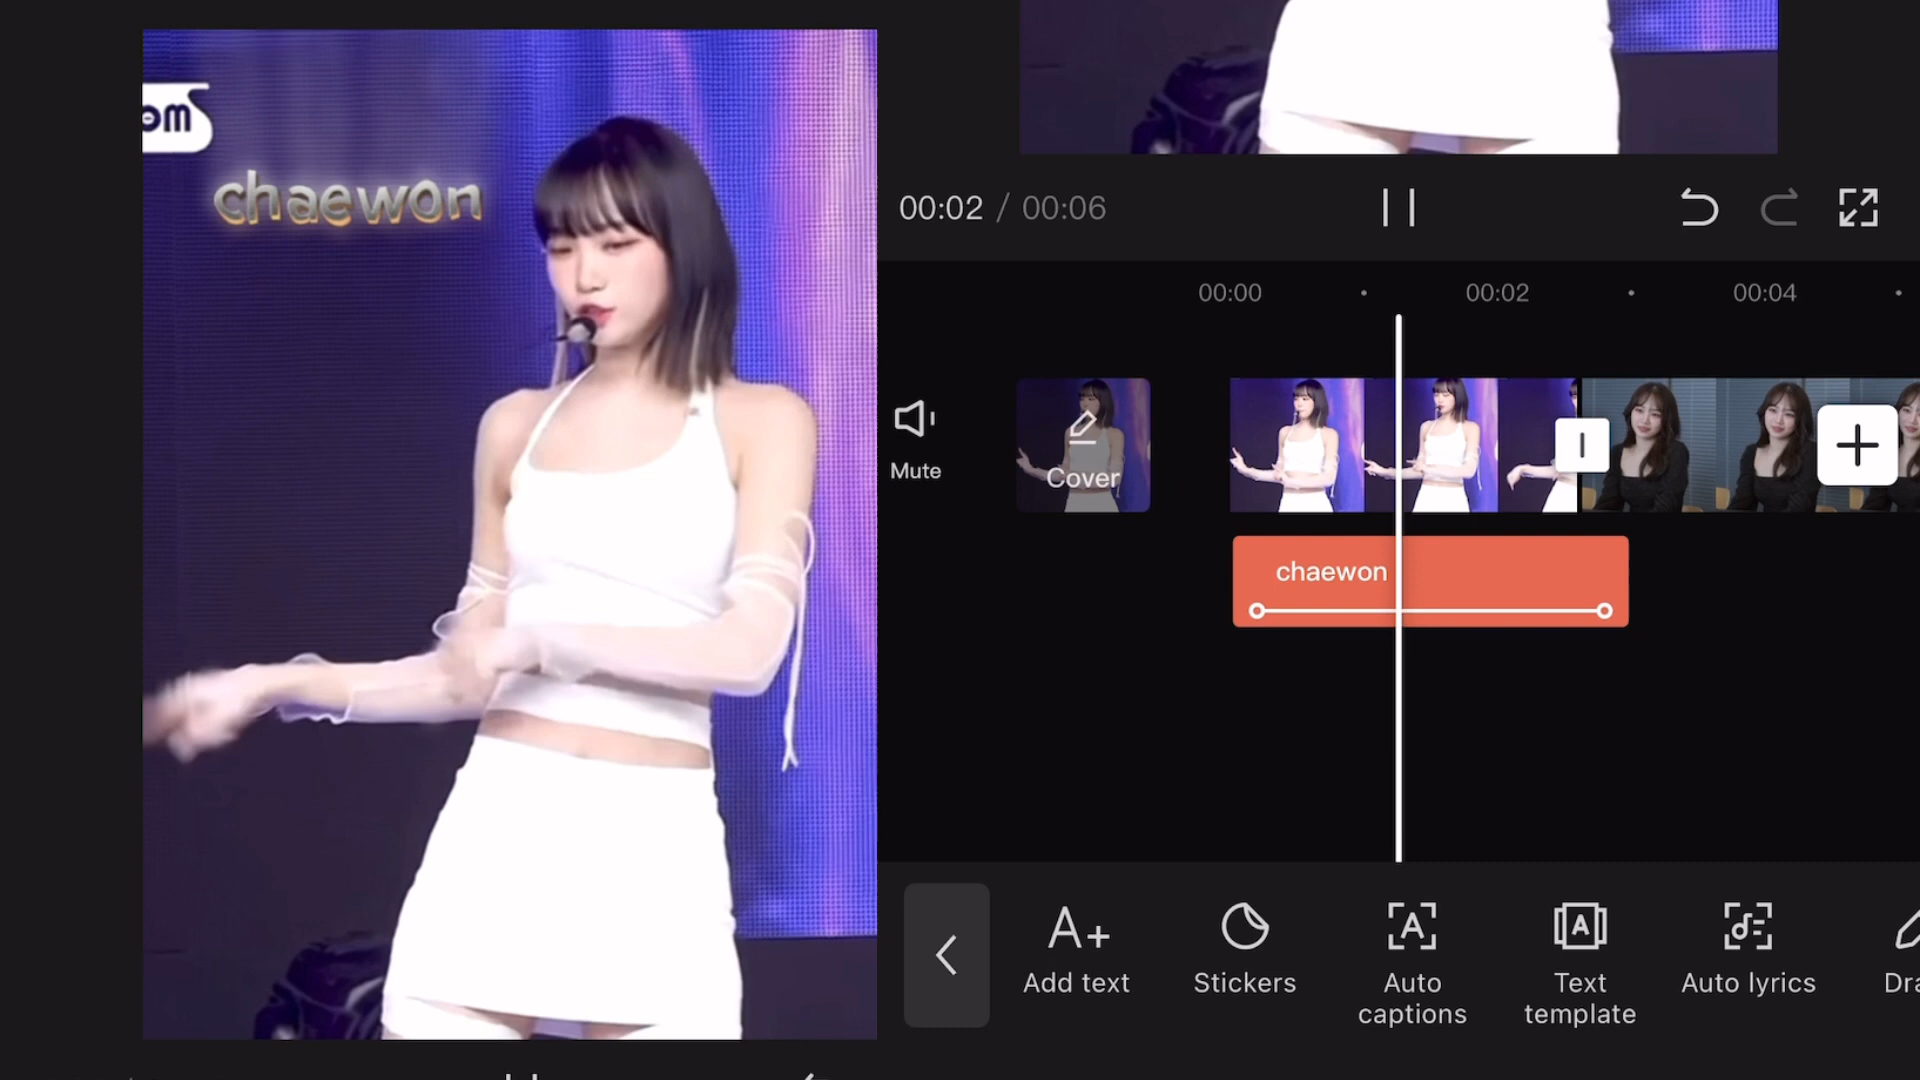 om
chaewon
00:02 / 00:06
00:00
00:02
00:04
Mute
Cover
chaewon
Add text
Stickers
Auto
captions
Text
template
Auto lyrics
Dra